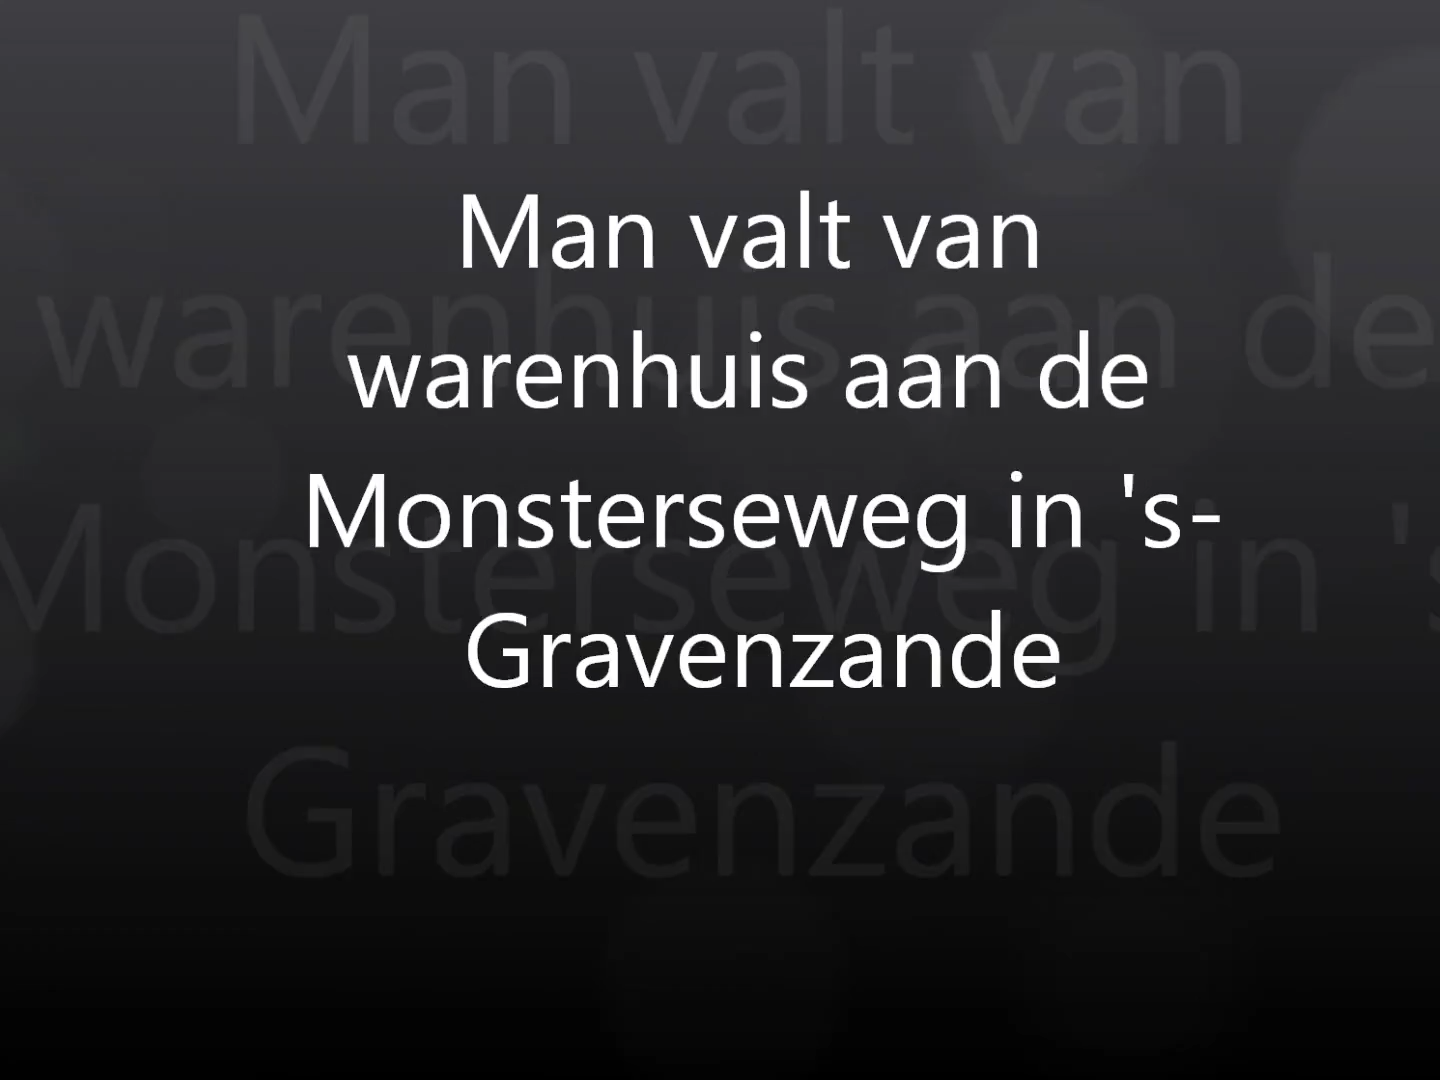 Man valt van
warenhuis aan de
Monsterseweg in 's-
Gravenzande